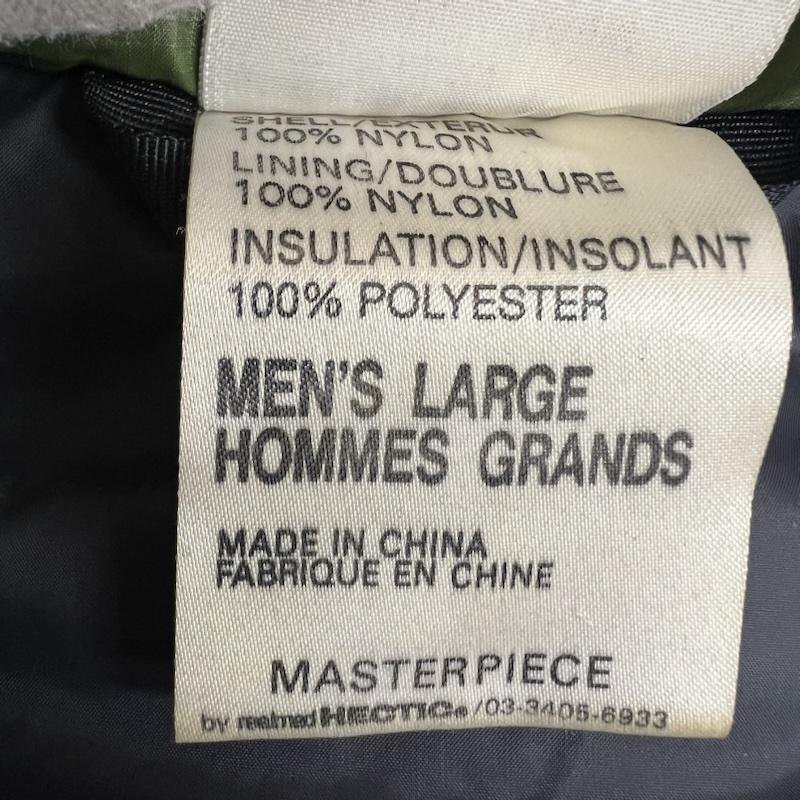 SHELL/EXTERUR
100% NYLON
LINING/DOUBLURE
100% NYLON
INSULATION/INSOLANT
100% POLYESTER
MEN'S LARGE
HOMMES GRANDS
MADE IN CHINA
FABRIQUE EN CHINE
MASTERPIECE
by realmad HECTIC. /03-3405-6933